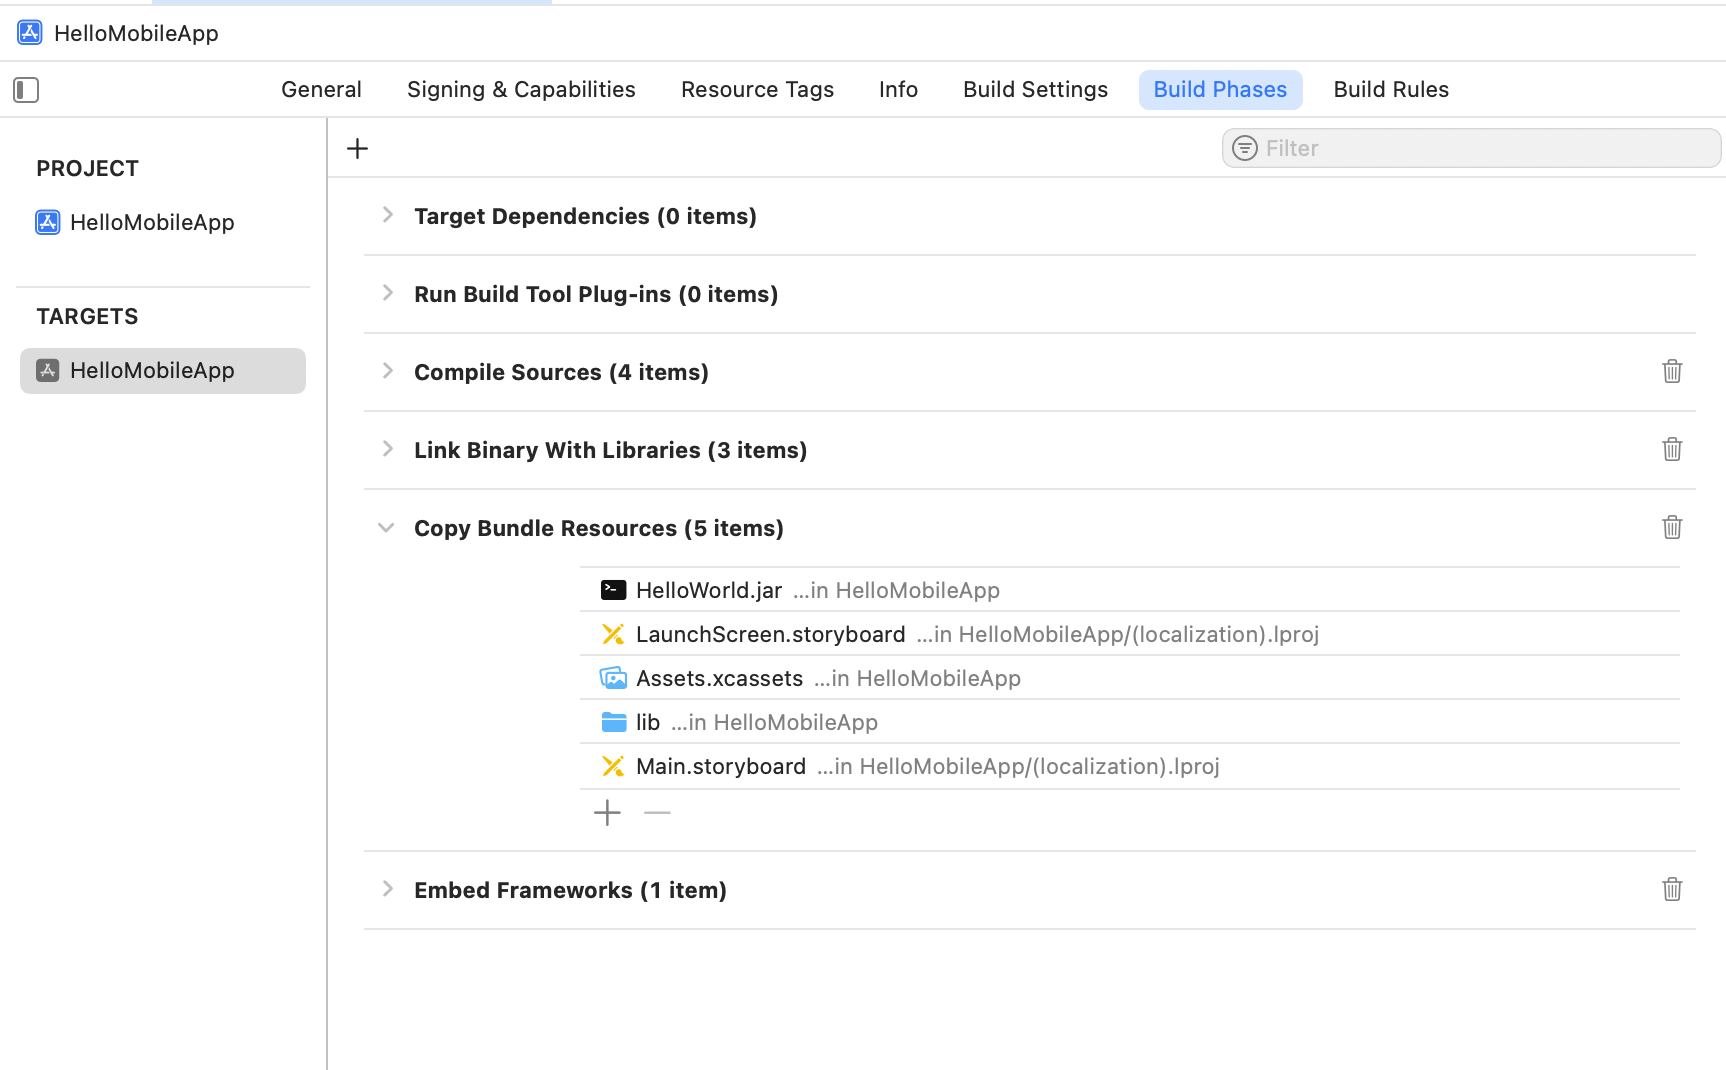 HelloMobileApp
General Signing & Capabilities Resource Tags Info Build Settings Build Phases Build Rules
PROJECT
HelloMobileApp
TARGETS
HelloMobileApp
Filter
Target Dependencies (0 items)
Run Build Tool Plug-ins (0 items)
Compile Sources (4 items)
Link Binary With Libraries (3 items)
Copy Bundle Resources (5 items)
HelloWorld.jar ...in HelloMobileApp
LaunchScreen.storyboard ...in HelloMobileApp/(localization).lproj
Assets.xcassets ...in HelloMobileApp
lib ...in HelloMobileApp
Main.storyboard ...in HelloMobileApp/(localization).lproj
Embed Frameworks (1 item)